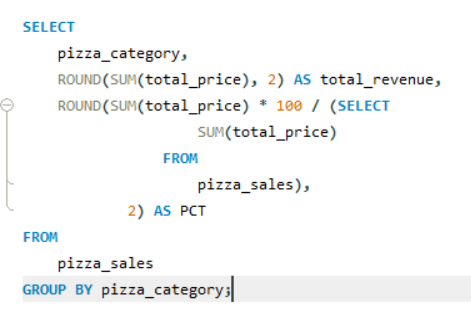 SELECT
pizza_category,
ROUND(SUM(total_price), 2) AS total_revenue,
ROUND(SUM(total_price) * 100 / (SELECT
SUM(total_price)
FROM
pizza_sales),
2) AS PCT
FROM
pizza_sales
GROUP BY pizza_category;